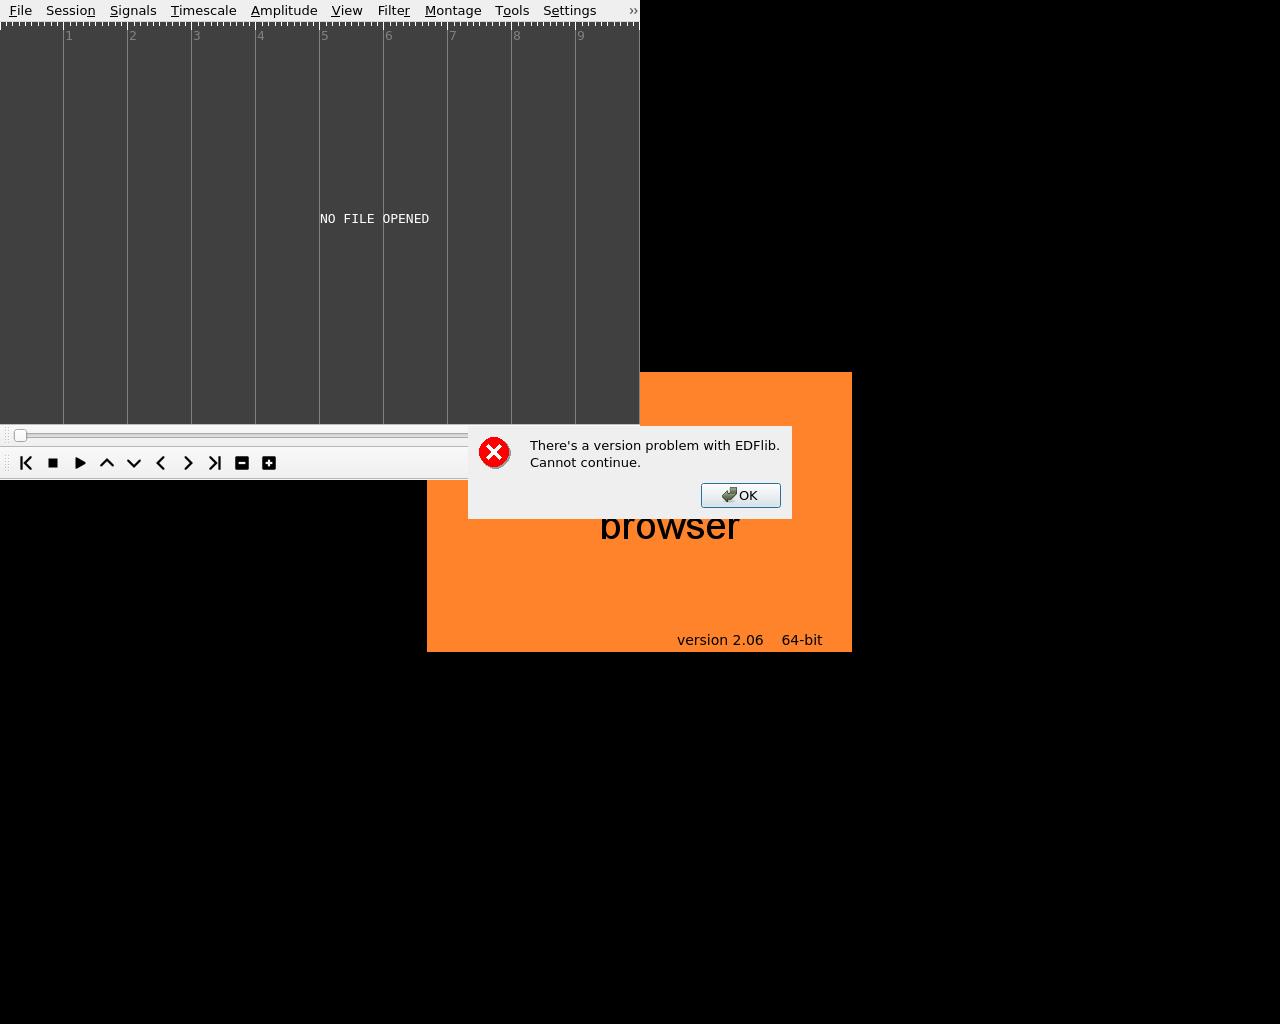 File Session Signals Timescale Amplitude View Filter Montage Tools Settings ››
1 2 3 4 5 6 7 8 9
NO FILE OPENED
There's a version problem with EDFlib.
Cannot continue.
OK
browser
version 2.06 64-bit